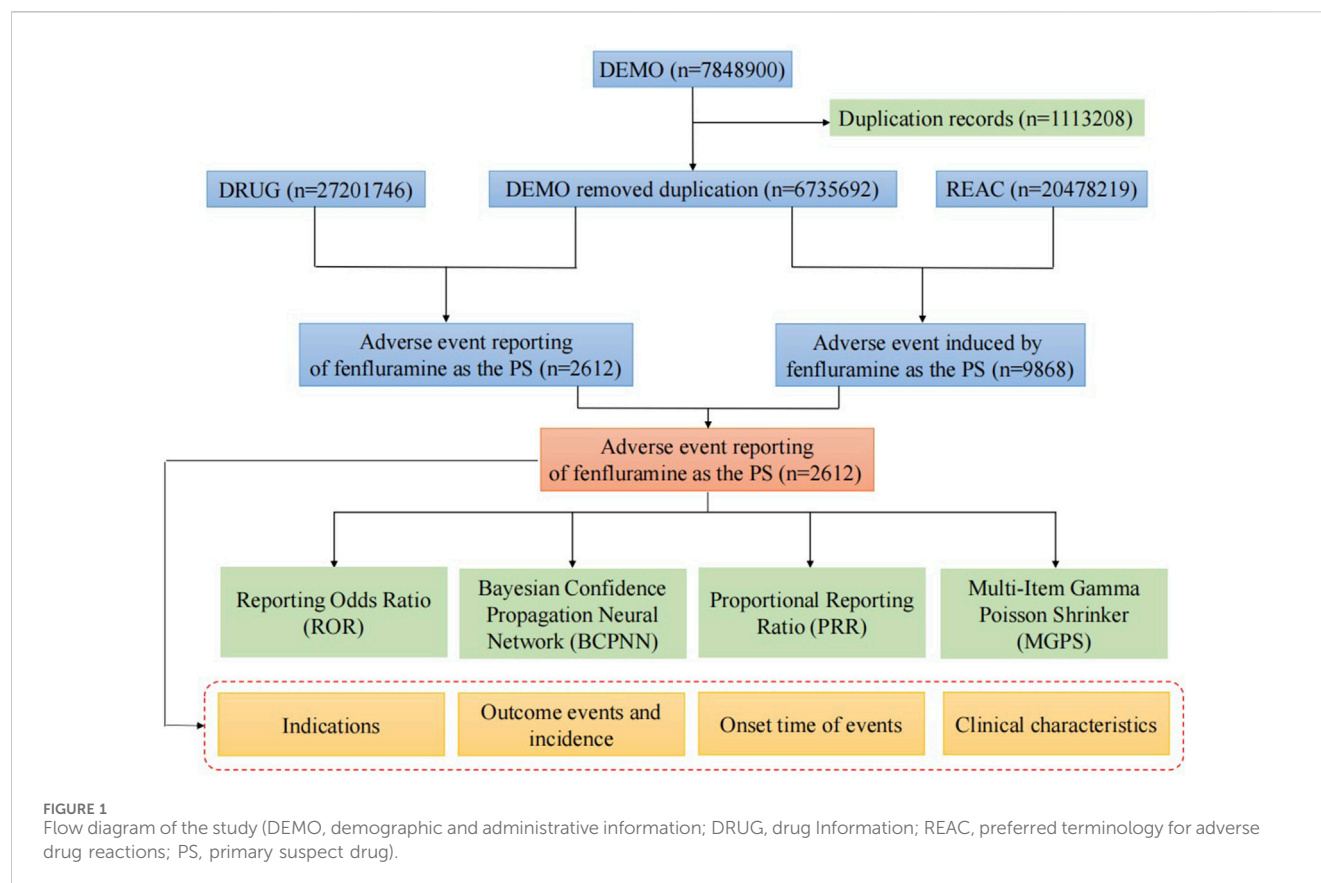 DEMO (n=7848900)
Duplication records (n=1113208)
DRUG (n=27201746)
DEMO removed duplication (n=6735692)
REAC (n=20478219)
Adverse event reporting
of fenfluramine as the PS (n=2612)
Adverse event induced by
fenfluramine as the PS (n=9868)
Adverse event reporting
of fenfluramine as the PS (n=2612)
Reporting Odds Ratio
(ROR)
Bayesian Confidence
Propagation Neural
Network (BCPNN)
Proportional Reporting
Ratio (PRR)
Multi-Item Gamma
Poisson Shrinker
(MGPS)
Indications
Outcome events and
incidence
Onset time of events
Clinical characteristics
FIGURE 1
Flow diagram of the study (DEMO, demographic and administrative information; DRUG, drug Information; REAC, preferred terminology for adverse
drug reactions; PS, primary suspect drug).